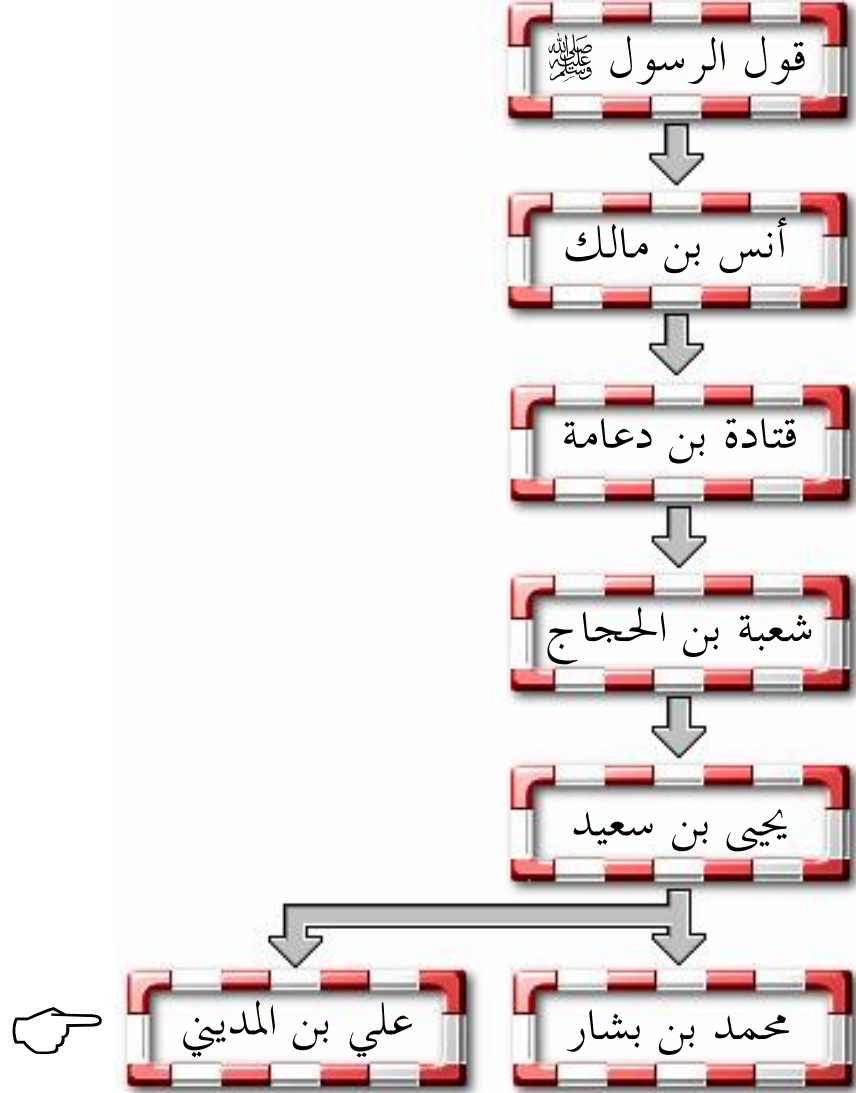 قول الرسول ﷺ
أنس بن مالك
قتادة بن دعامة
شعبة بن الحجاج
يحيى بن سعيد
محمد بن بشار
علي بن المديني